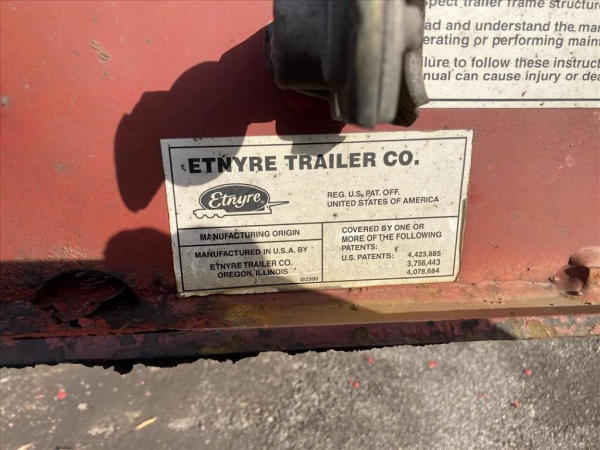 pect trailer frame structur
ad and understand the ma
erating or performing main
lure to follow these instruct
nual can cause injury or dea
ETNYRE TRAILER CO.
Etnyre
REG. U.S. PAT. OFF.
UNITED STATES OF AMERICA
MANUFACTURING ORIGIN
MANUFACTURED IN U.S.A. BY
ETNYRE TRAILER CO.
OREGON, ILLINOIS
COVERED BY ONE OR
MORE OF THE FOLLOWING
PATENTS:
U.S. PATENTS: 4,423,885
3,756,443
4,078,684